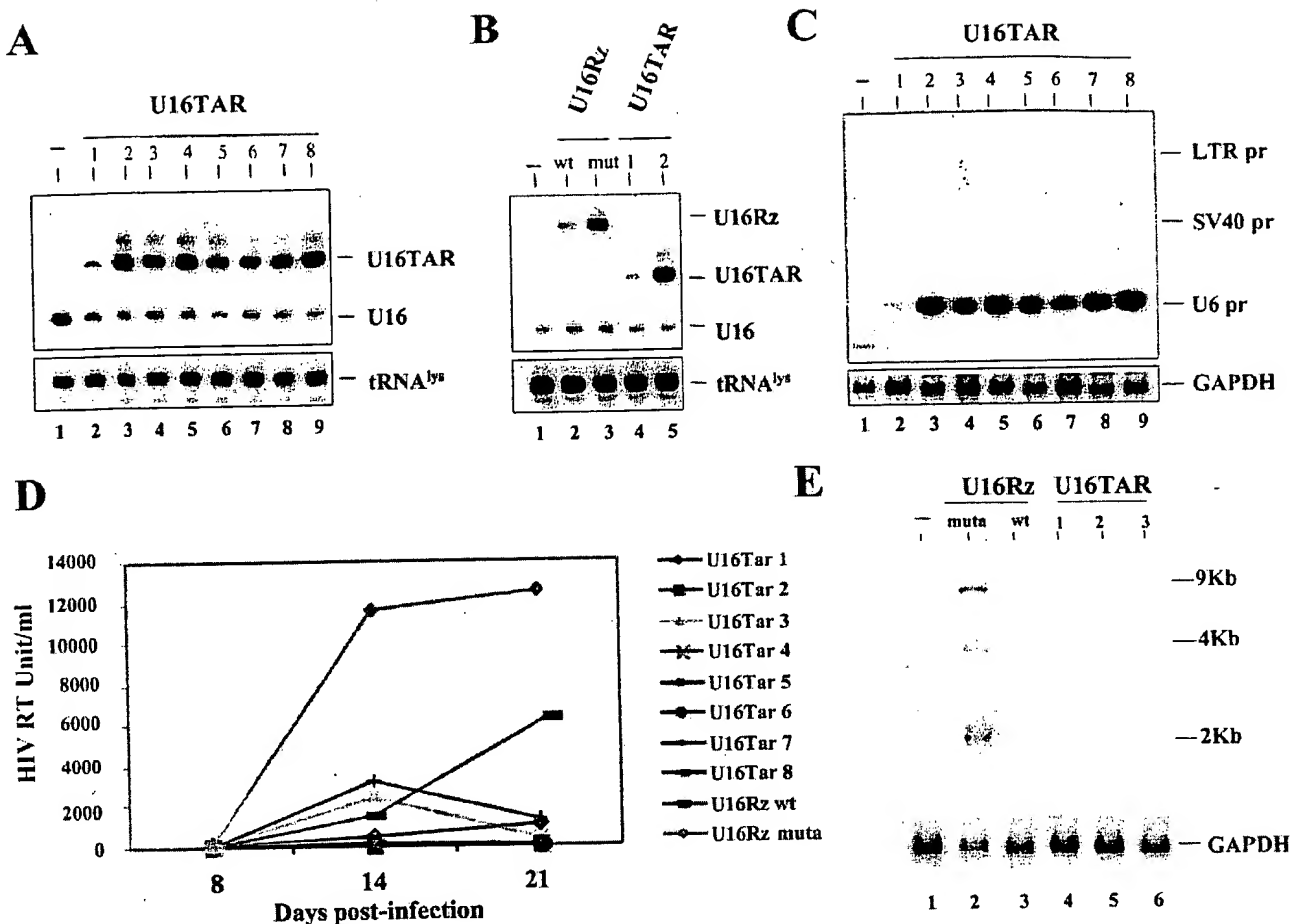 A
U16TAR
– 1 2 3 4 5 6 7 8
U16TAR
U16
tRNAlys
1 2 3 4 5 6 7 8 9
B
U16Rz U16TAR
– wt mut 1 2
U16Rz
U16TAR
U16
tRNAlys
1 2 3 4 5
C
U16TAR
– 1 2 3 4 5 6 7 8
LTR pr
SV40 pr
U6 pr
GAPDH
1 2 3 4 5 6 7 8 9
D
HIV RT Unit/ml
14000
12000
10000
8000
6000
4000
2000
0
8 14 21
Days post-infection
U16Tar 1
U16Tar 2
U16Tar 3
U16Tar 4
U16Tar 5
U16Tar 6
U16Tar 7
U16Tar 8
U16Rz wt
U16Rz muta
E
U16Rz U16TAR
– muta wt 1 2 3
9Kb
4Kb
2Kb
GAPDH
1 2 3 4 5 6